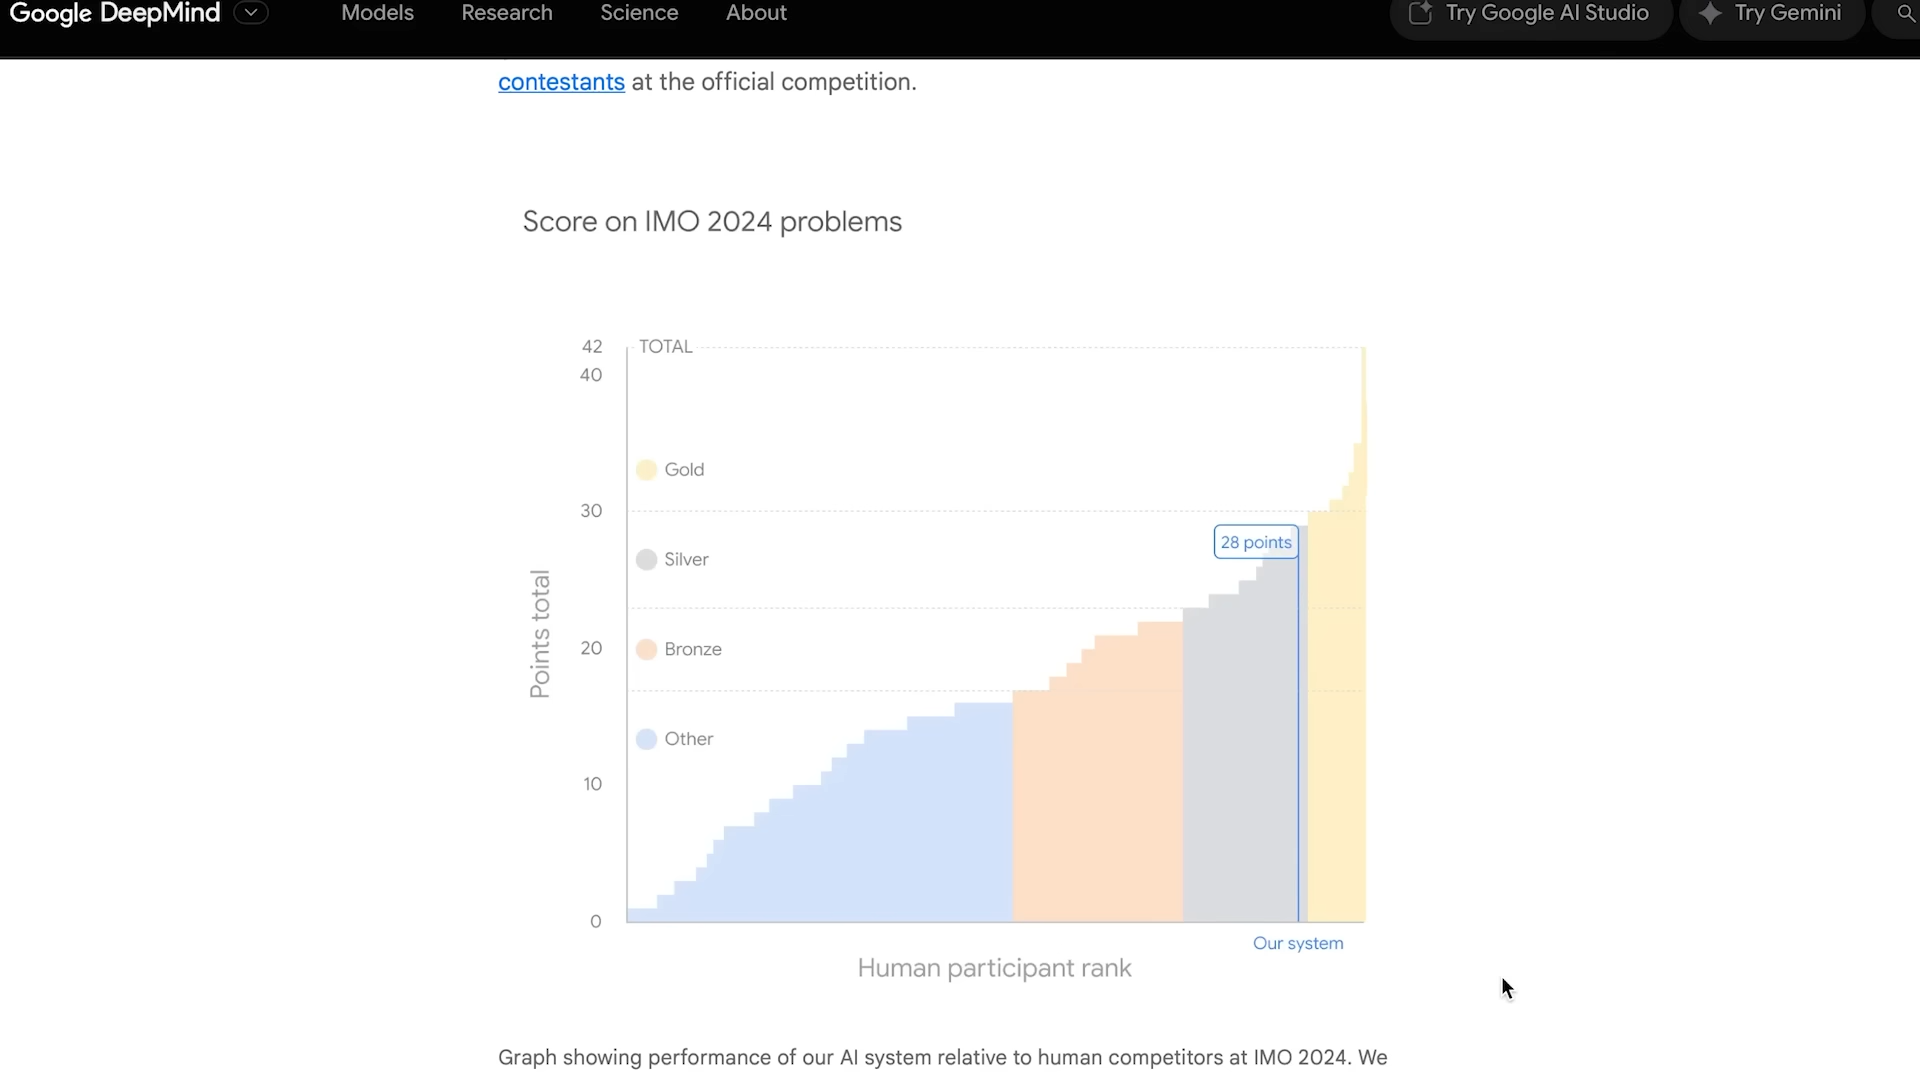 Google DeepMind
Models
Research
Science
About
Try Google AI Studio
Try Gemini
contestants at the official competition.
Score on IMO 2024 problems
42
TOTAL
40
Gold
30
28 points
Silver
Points total
20
Bronze
Other
10
0
Our system
Human participant rank
Graph showing performance of our AI system relative to human competitors at IMO 2024. We